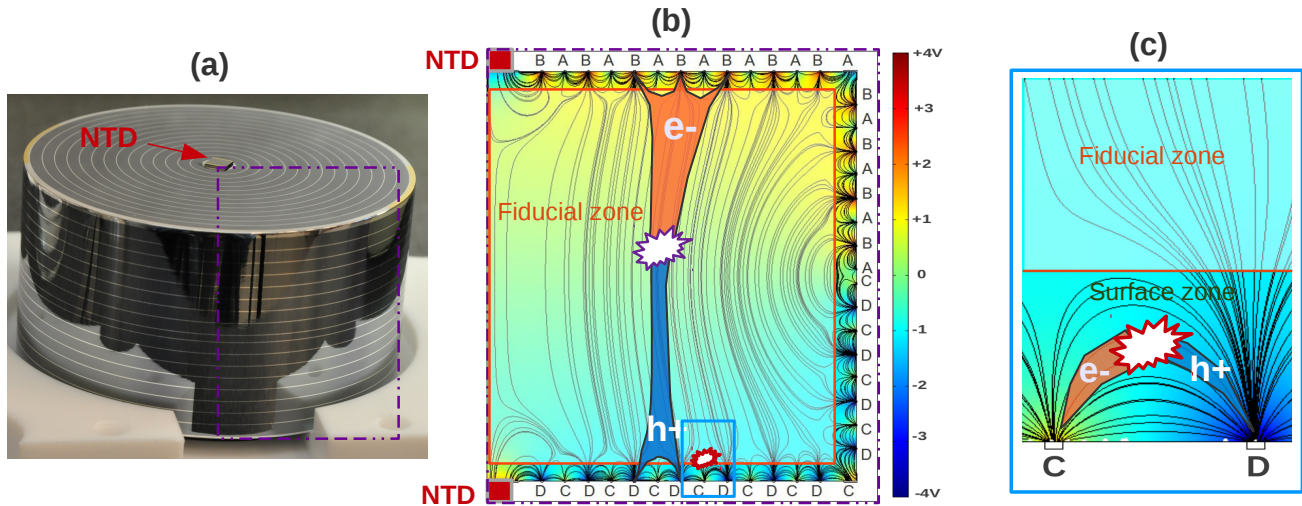 (a)
NTD
(b)
NTD
B A B A B A B A B A B A B A
B
A
B
A
B
A
B
A
C
D
C
D
C
D
C
D
e-
Fiducial zone
h+
NTD
D C D C D C D C D C D C D C
+4V
+3
+2
+1
0
-1
-2
-3
-4V
(c)
Fiducial zone
Surface zone
e-
h+
C
D